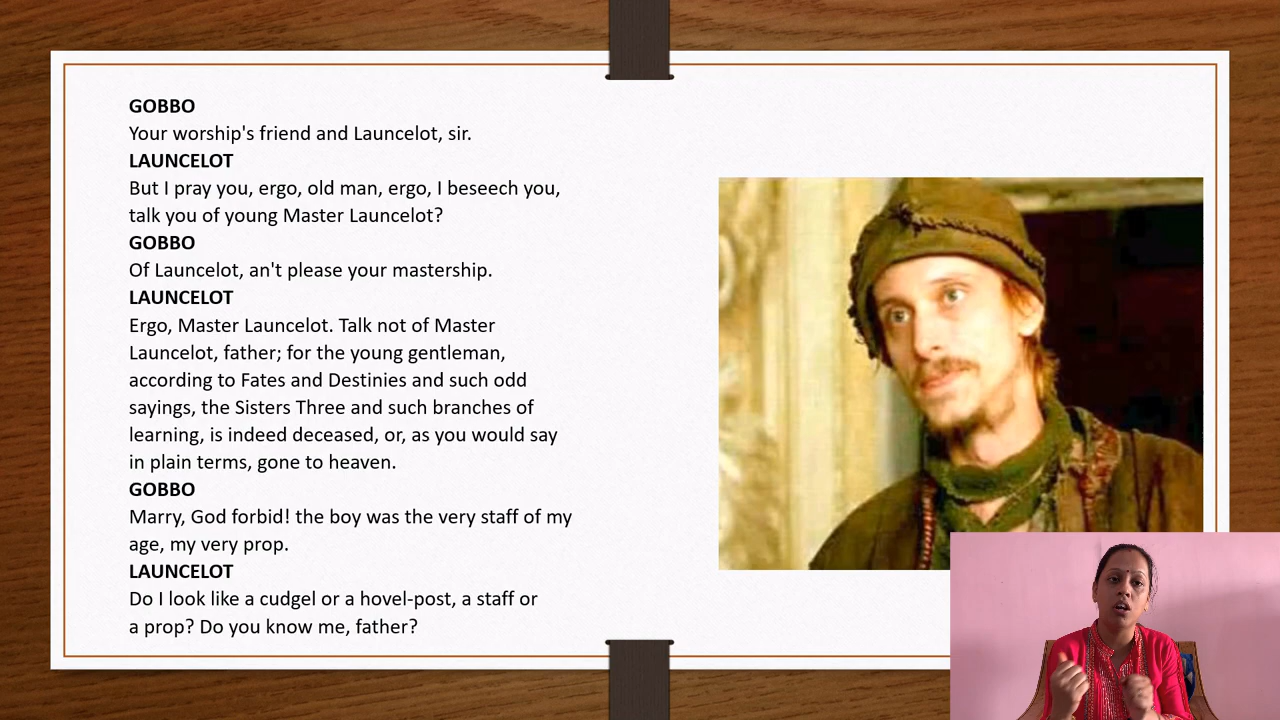 GOBBO
Your worship's friend and Launcelot, sir.
LAUNCELOT
But I pray you, ergo, old man, ergo, I beseech you,
talk you of young Master Launcelot?
GOBBO
Of Launcelot, an't please your mastership.
LAUNCELOT
Ergo, Master Launcelot. Talk not of Master
Launcelot, father; for the young gentleman,
according to Fates and Destinies and such odd
sayings, the Sisters Three and such branches of
learning, is indeed deceased, or, as you would say
in plain terms, gone to heaven.
GOBBO
Marry, God forbid! the boy was the very staff of my
age, my very prop.
LAUNCELOT
Do I look like a cudgel or a hovel-post, a staff or
a prop? Do you know me, father?